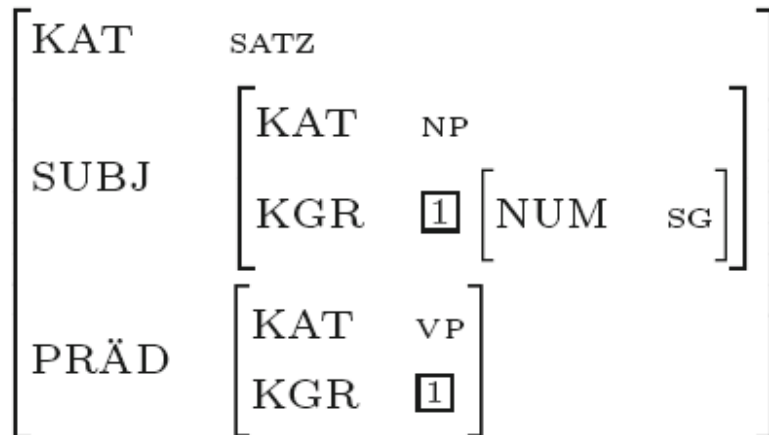 KAT SATZ
KAT NP
SUBJ
KGR 1 NUM SG
KAT VP
PRÄD
KGR 1